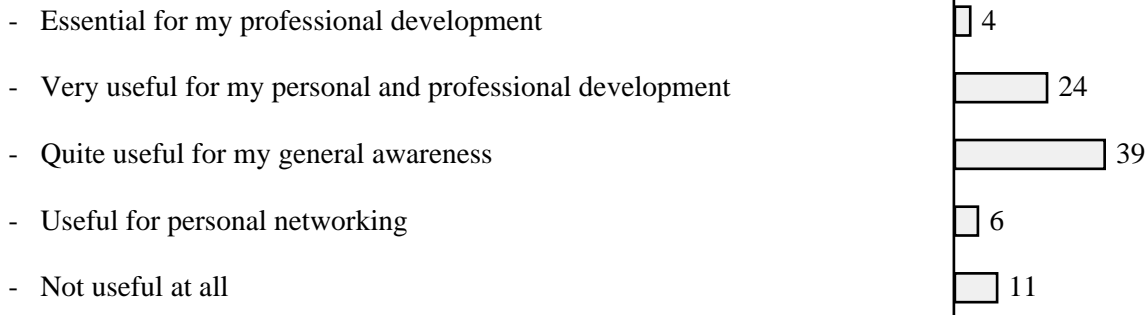 - Essential for my professional development 4
- Very useful for my personal and professional development 24
- Quite useful for my general awareness 39
- Useful for personal networking 6
- Not useful at all 11